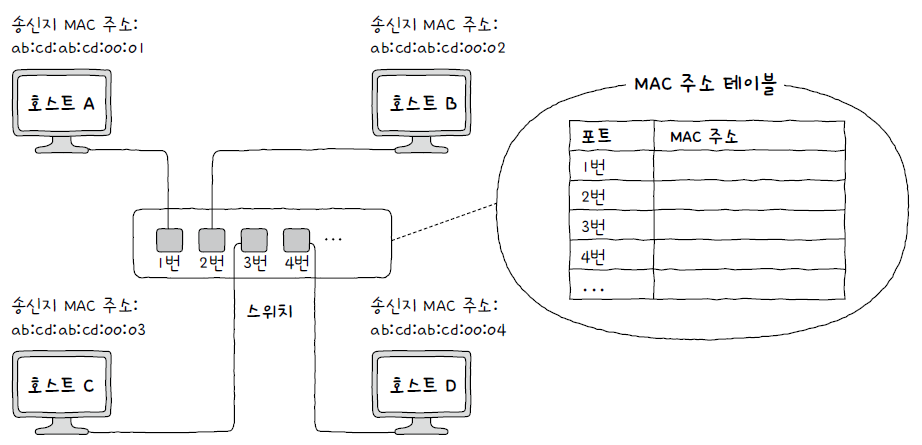 송신지 MAC 주소:
ab:cd:ab:cd:00:01
호스트 A
송신지 MAC 주소:
ab:cd:ab:cd:00:02
호스트 B
1번 2번 3번 4번 ...
스위치
송신지 MAC 주소:
ab:cd:ab:cd:00:03
호스트 C
송신지 MAC 주소:
ab:cd:ab:cd:00:04
호스트 D
MAC 주소 테이블
포트 MAC 주소
1번
2번
3번
4번
...